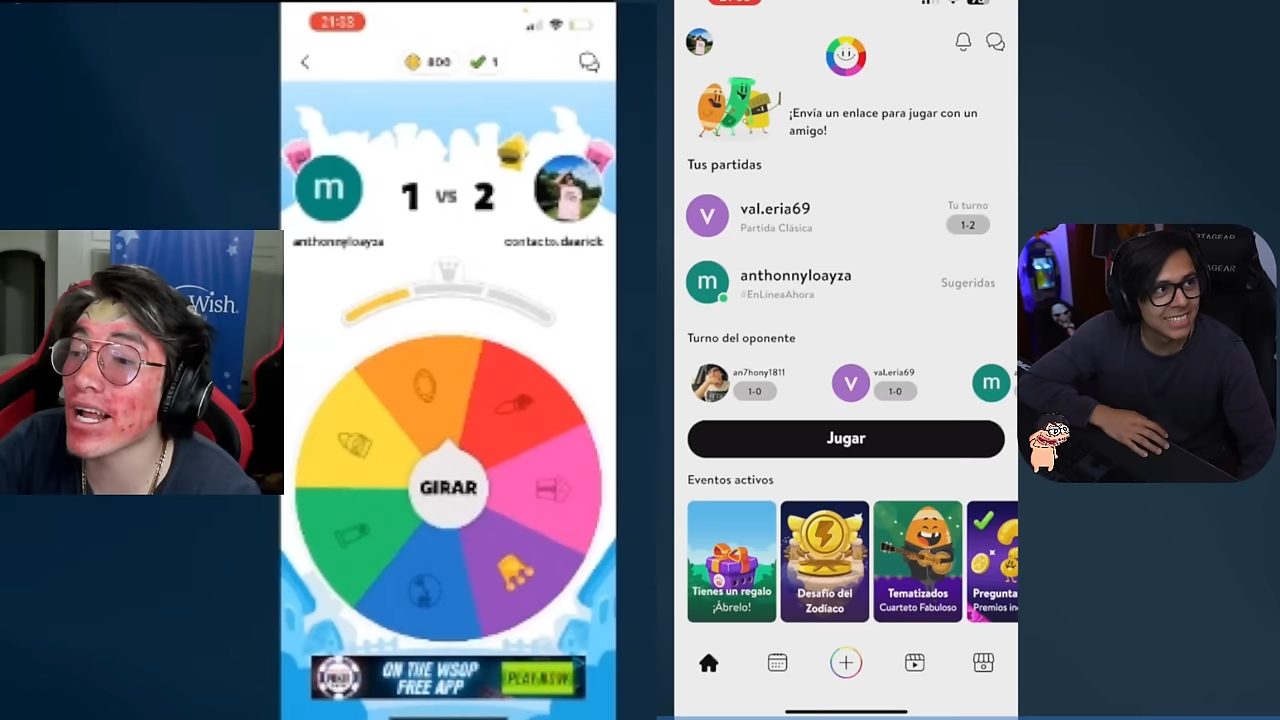 21:33
800
1
1 vs 2
anthonnyloayza
contacto.daarick
GIRAR
ON THE WSOP
FREE APP
PLAY NOW
Wish.
¡Envía un enlace para jugar con un
amigo!
Tus partidas
val.eria69
Partida Clásica
Tu turno
1-2
anthonnyloayza
#EnLíneaAhora
Sugeridas
Turno del oponente
an7hony1811
1-0
val.eria69
1-0
Jugar
Eventos activos
Tienes un regalo
¡Ábrelo!
Desafío del
Zodíaco
Tematizados
Cuarteto Fabuloso
Pregunta
Premios in
m
V
m
V
m